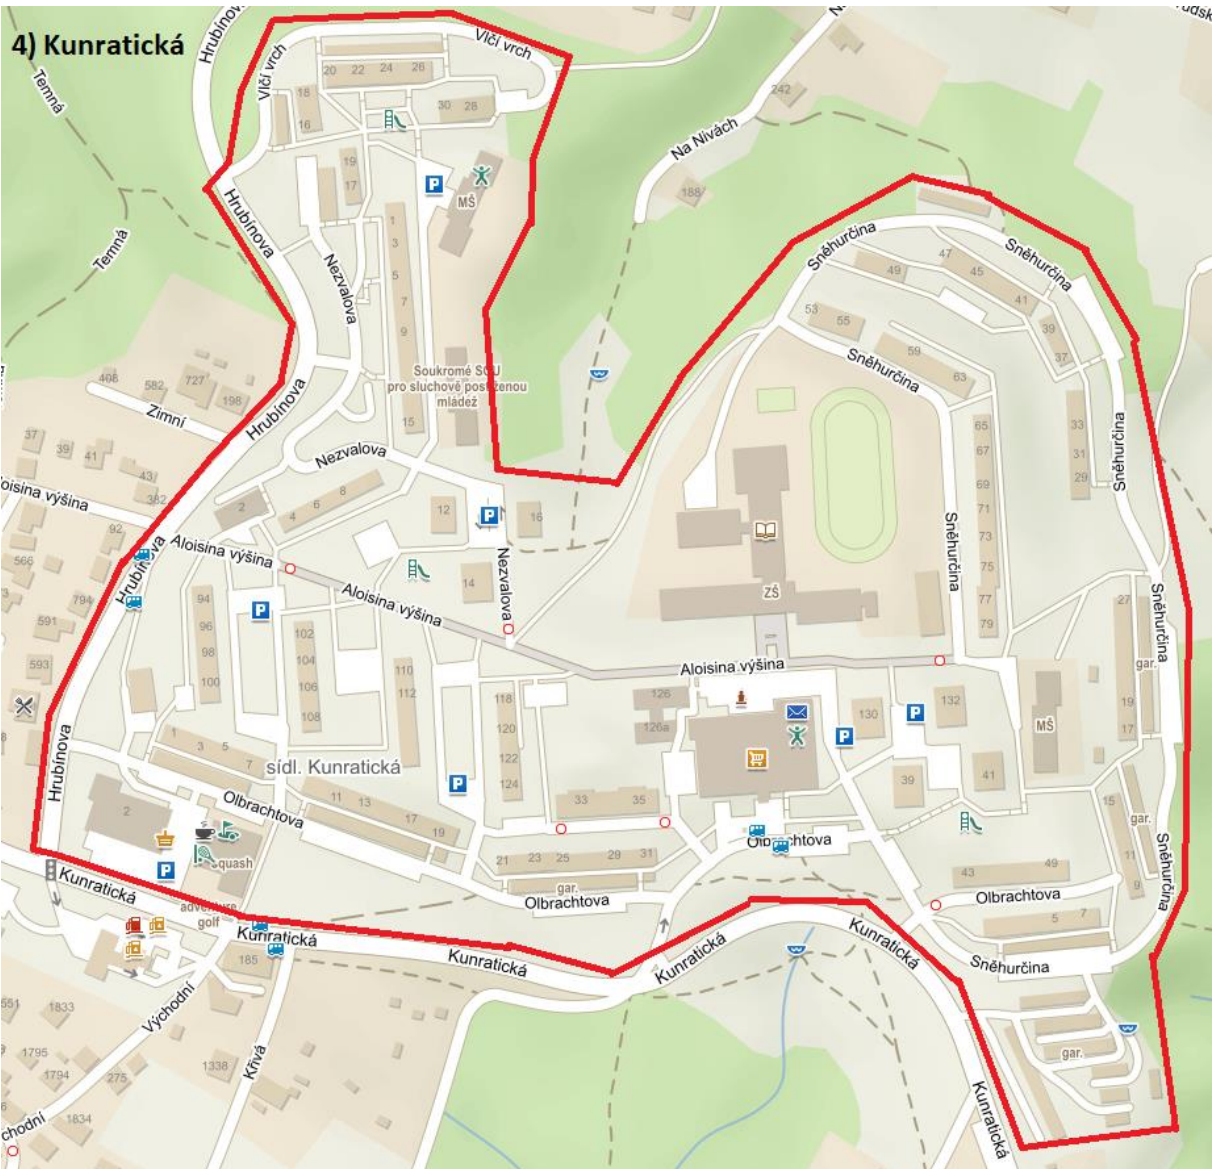 4) Kunratická
Hrubínova
Vlčí vrch
Vlčí vrch
Temná
20 22 24 26
18
16
30 28
242
Na Nivách
188
19
17
MŠ
Hrubínova
Temná
1
3
5
7
9
15
Nezvalova
Sněhurčina
Sněhurčina
47
45
49
41
39
37
53
55
59
63
Sněhurčina
Soukromé SOU
pro sluchově postiženou
mládež
408
582
727
198
Zimní
Hrubínova
37
39
41
43
382
Nezvalova
65
67
69
71
73
75
77
79
33
31
29
Sněhurčina
2
4
6
8
12
16
92
566
794
591
593
Aloisina výšina
Hrubínova
Aloisina výšina
14
Nezvalova
Sněhurčina
ZŠ
94
96
98
100
102
104
106
108
110
112
118
120
122
124
126
126a
Aloisina výšina
130
132
MŠ
27
gar.
19
17
Sněhurčina
Hrubínova
1
3
5
7
sídl. Kunratická
2
Olbrachtova
11
13
17
19
33
35
39
41
15
gar.
11
9
Sněhurčina
squash
Olbrachtova
21
23
25
29
31
gar.
Olbrachtova
43
49
Olbrachtova
5
7
Kunratická
adventure
golf
Kunratická
185
Kunratická
Kunratická
Kunratická
Sněhurčina
551
1833
Východní
1795
1794
275
1338
Křivá
1834
gar.
Kunratická